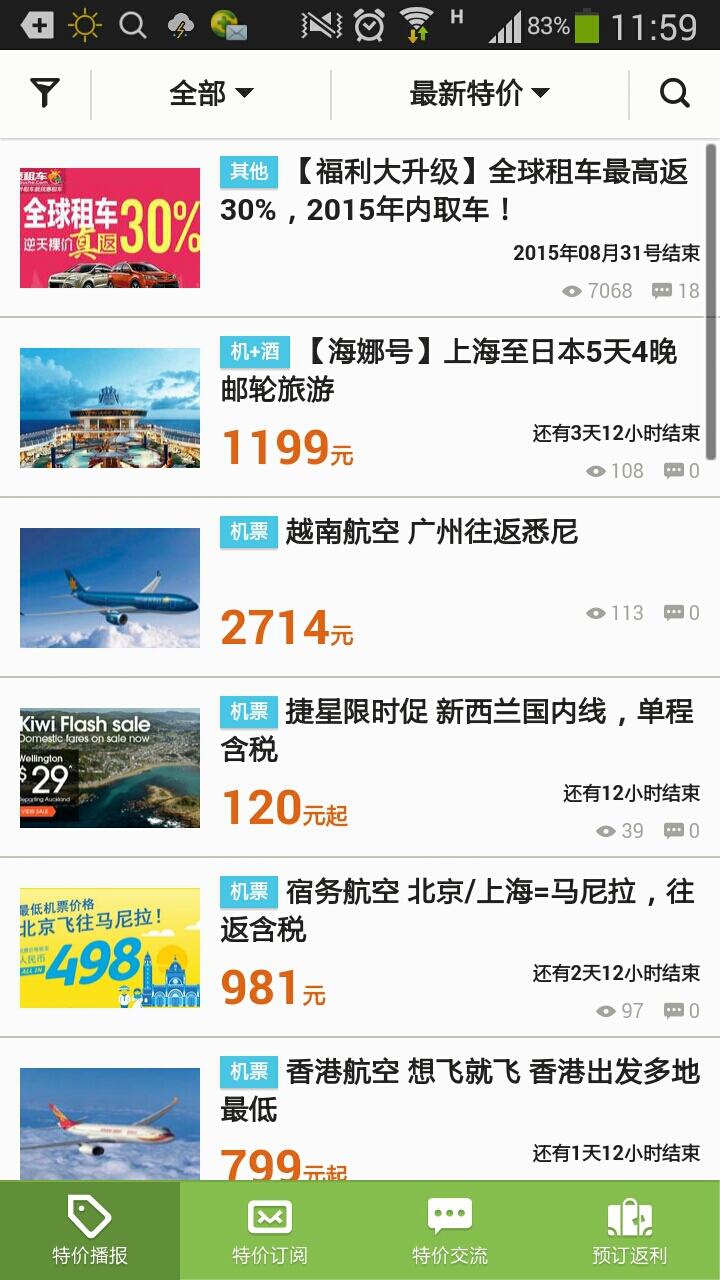 H 83% 11:59
全部 最新特价
租车
全球租车 30%
逆天裸价 真返
其他 【福利大升级】全球租车最高返
30%，2015年内取车！
2015年08月31号结束
7068 18
机+酒 【海娜号】上海至日本5天4晚
邮轮旅游
1199元
还有3天12小时结束
108 0
机票 越南航空 广州往返悉尼
2714元
113 0
Kiwi Flash sale
Domestic fares on sale now
Wellington
$29
Departing Auckland
VIEW SALE
机票 捷星限时促 新西兰国内线，单程
含税
120元起
还有12小时结束
39 0
最低机票价格
北京飞往马尼拉！
人民币
ALL IN 498
机票 宿务航空 北京/上海=马尼拉，往
返含税
981元
还有2天12小时结束
97 0
机票 香港航空 想飞就飞 香港出发多地
最低
799元起
还有1天12小时结束
特价播报 特价订阅 特价交流 预订返利